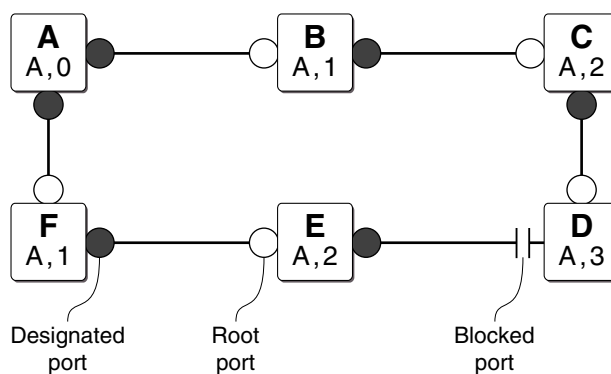 A
A,0
B
A,1
C
A,2
F
A,1
E
A,2
D
A,3
Designated
port
Root
port
Blocked
port